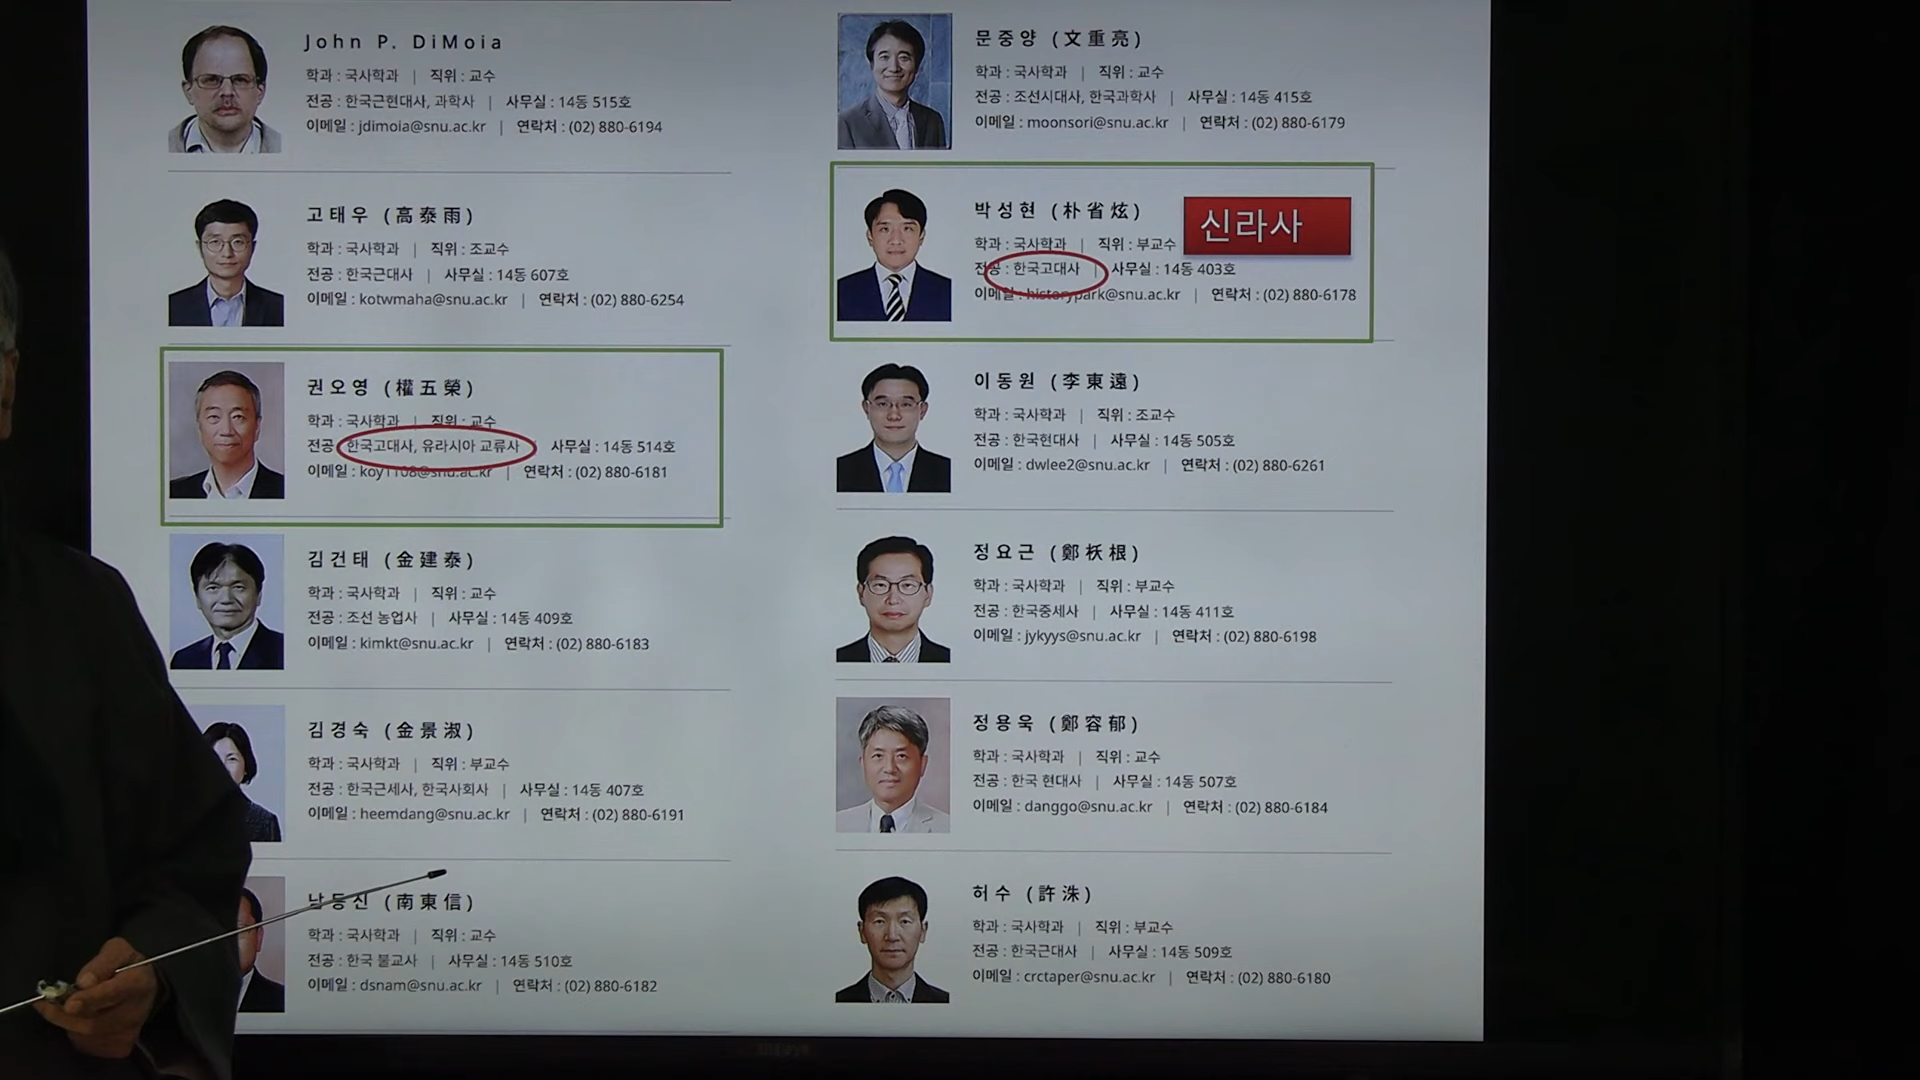 John P. DiMoia
학과 : 국사학과 | 직위 : 교수
전공 : 한국근현대사, 과학사 | 사무실 : 14동 515호
이메일 : jdimoia@snu.ac.kr | 연락처 : (02) 880-6194
고태우 (高泰雨)
학과 : 국사학과 | 직위 : 조교수
전공 : 한국근대사 | 사무실 : 14동 607호
이메일 : kotwmaha@snu.ac.kr | 연락처 : (02) 880-6254
권오영 (權五榮)
학과 : 국사학과 | 직위 : 교수
전공 : 한국고대사, 유라시아 교류사 | 사무실 : 14동 514호
이메일 : koy1108@snu.ac.kr | 연락처 : (02) 880-6181
김건태 (金建泰)
학과 : 국사학과 | 직위 : 교수
전공 : 조선 농업사 | 사무실 : 14동 409호
이메일 : kimkt@snu.ac.kr | 연락처 : (02) 880-6183
김경숙 (金景淑)
학과 : 국사학과 | 직위 : 부교수
전공 : 한국근세사, 한국사회사 | 사무실 : 14동 407호
이메일 : heemdang@snu.ac.kr | 연락처 : (02) 880-6191
남동신 (南東信)
학과 : 국사학과 | 직위 : 교수
전공 : 한국 불교사 | 사무실 : 14동 510호
이메일 : dsnam@snu.ac.kr | 연락처 : (02) 880-6182
문중양 (文重亮)
학과 : 국사학과 | 직위 : 교수
전공 : 조선시대사, 한국과학사 | 사무실 : 14동 415호
이메일 : moonsori@snu.ac.kr | 연락처 : (02) 880-6179
박성현 (朴省炫)
신라사
학과 : 국사학과 | 직위 : 부교수
전공 : 한국고대사 | 사무실 : 14동 403호
이메일 : historypark@snu.ac.kr | 연락처 : (02) 880-6178
이동원 (李東遠)
학과 : 국사학과 | 직위 : 조교수
전공 : 한국현대사 | 사무실 : 14동 505호
이메일 : dwlee2@snu.ac.kr | 연락처 : (02) 880-6261
정요근 (鄭枖根)
학과 : 국사학과 | 직위 : 부교수
전공 : 한국중세사 | 사무실 : 14동 411호
이메일 : jykyys@snu.ac.kr | 연락처 : (02) 880-6198
정용욱 (鄭容郁)
학과 : 국사학과 | 직위 : 교수
전공 : 한국 현대사 | 사무실 : 14동 507호
이메일 : danggo@snu.ac.kr | 연락처 : (02) 880-6184
허수 (許洙)
학과 : 국사학과 | 직위 : 부교수
전공 : 한국근대사 | 사무실 : 14동 509호
이메일 : crctaper@snu.ac.kr | 연락처 : (02) 880-6180